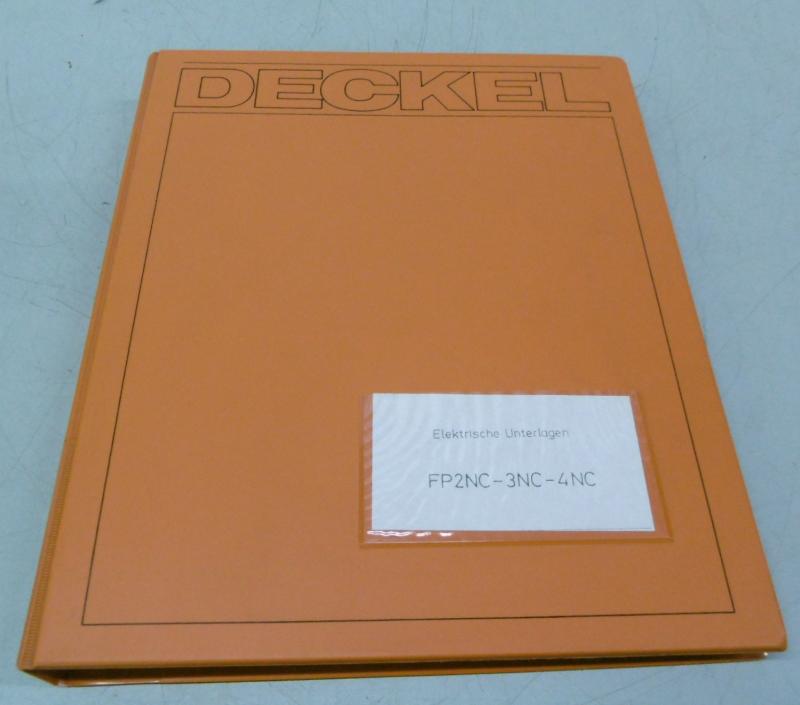 DECKEL
Elektrische Unterlagen
FP2NC-3NC-4NC